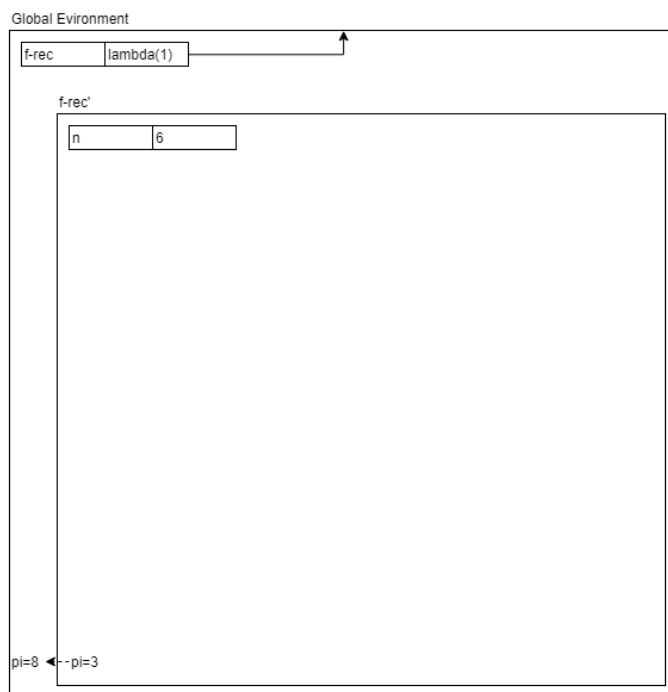 Global Evironment
f-rec lambda(1)
f-rec'
n 6
pi=8 pi=3